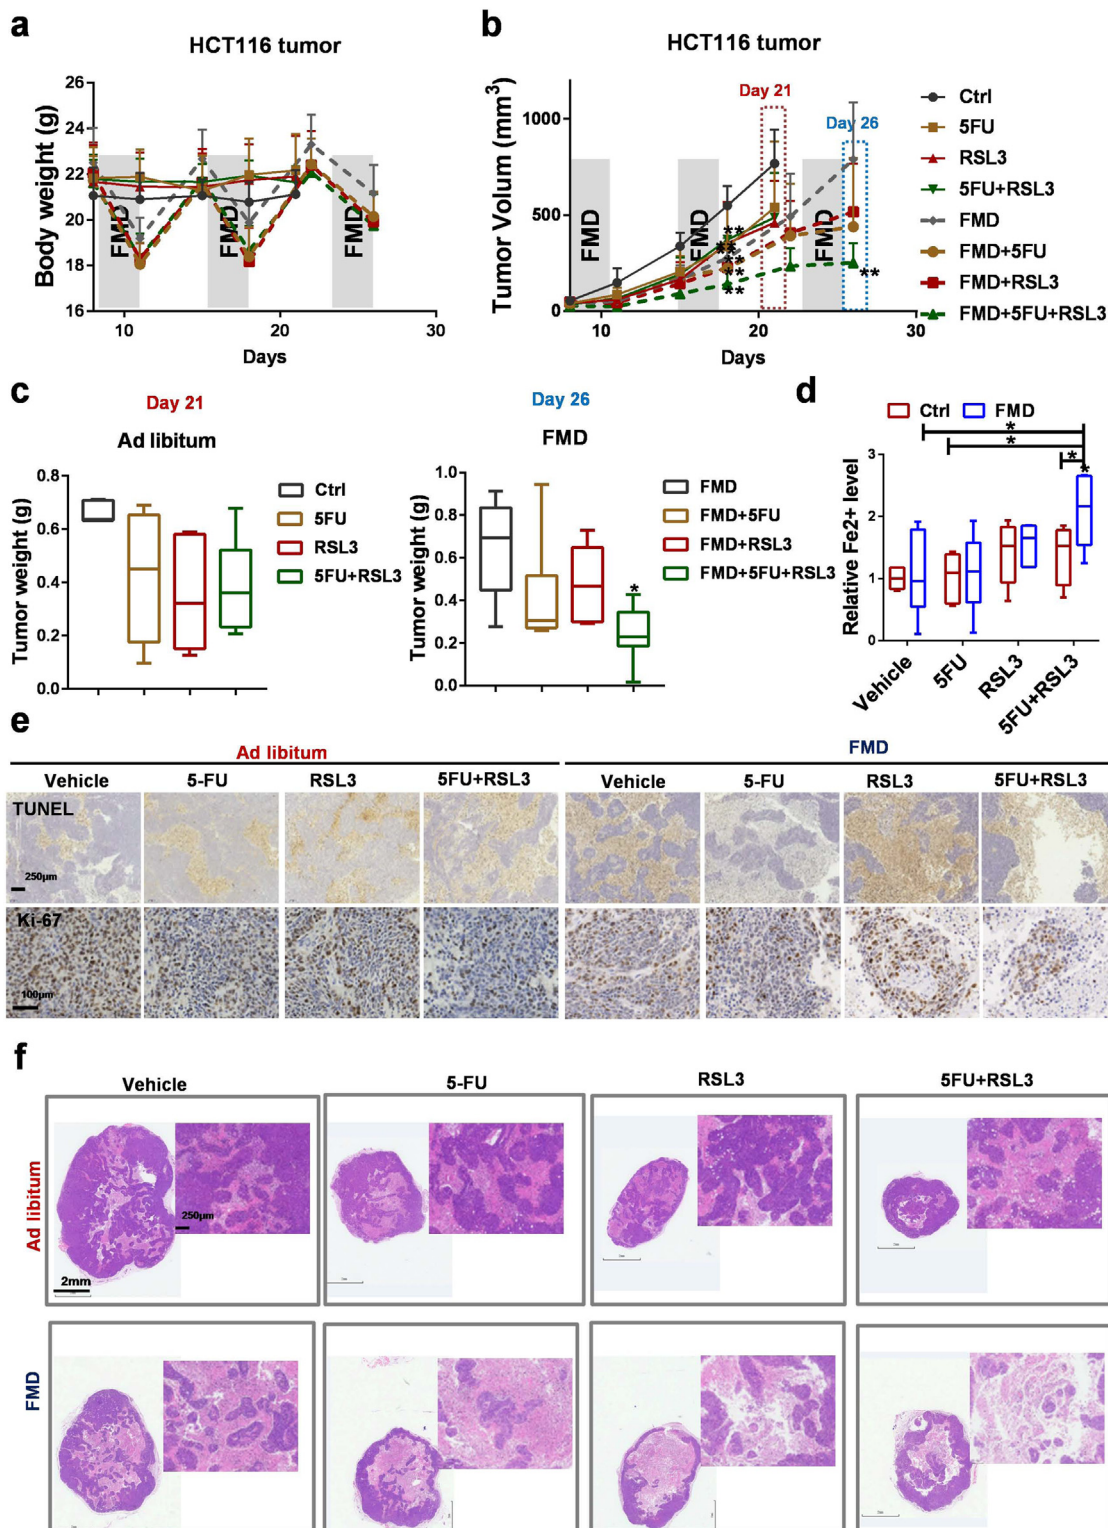 a
HCT116 tumor
Body weight (g)
26
24
22
20
18
16
FMD
FMD
FMD
10
20
30
Days
b
HCT116 tumor
Tumor Volum (mm3)
1000
500
0
Day 21
Day 26
FMD
FMD
FMD
**
**
**
**
**
**
10
20
30
Days
Ctrl
5FU
RSL3
5FU+RSL3
FMD
FMD+5FU
FMD+RSL3
FMD+5FU+RSL3
c
Day 21
Ad libitum
Tumor weight (g)
0.8
0.6
0.4
0.2
0.0
Ctrl
5FU
RSL3
5FU+RSL3
Day 26
FMD
Tumor weight (g)
1.0
0.8
0.6
0.4
0.2
0.0
*
FMD
FMD+5FU
FMD+RSL3
FMD+5FU+RSL3
d
Ctrl FMD
Relative Fe2+ level
3
2
1
0
*
*
*
*
Vehicle
5FU
RSL3
5FU+RSL3
e
Ad libitum FMD
Vehicle 5-FU RSL3 5FU+RSL3 Vehicle 5-FU RSL3 5FU+RSL3
TUNEL
250μm
Ki-67
100μm
f
Vehicle 5-FU RSL3 5FU+RSL3
Ad libitum
250μm
2mm
FMD